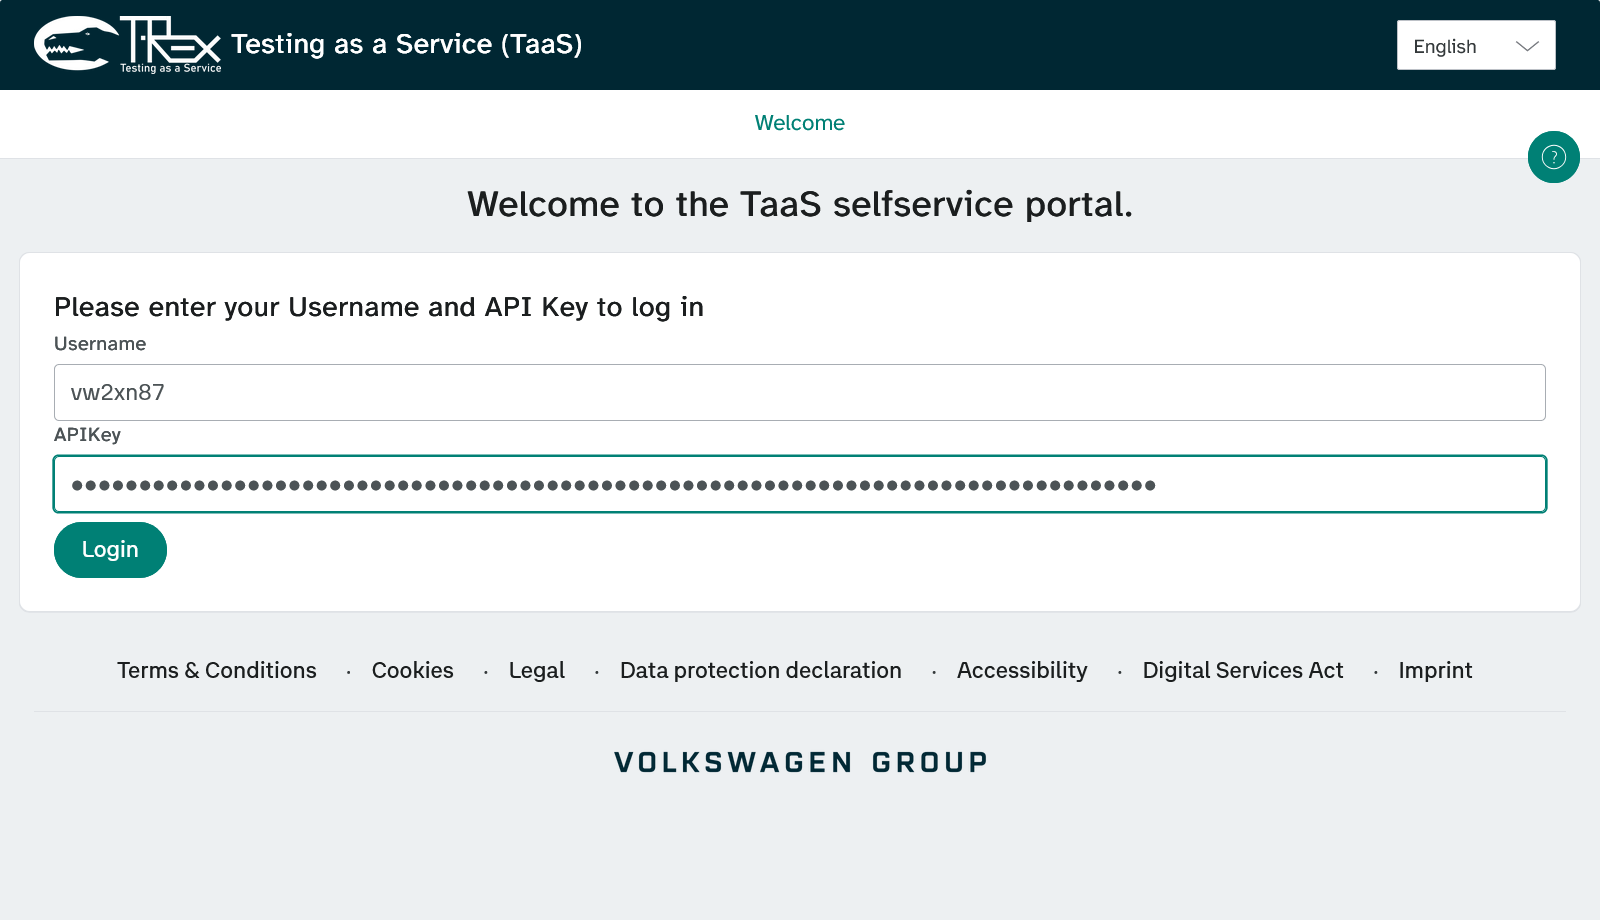 T-REX
Testing as a Service
Testing as a Service (TaaS)
English
Welcome
?
Welcome to the TaaS selfservice portal.
Please enter your Username and API Key to log in
Username
vw2xn87
APIKey
Login
Terms & Conditions · Cookies · Legal · Data protection declaration · Accessibility · Digital Services Act · Imprint
VOLKSWAGEN GROUP